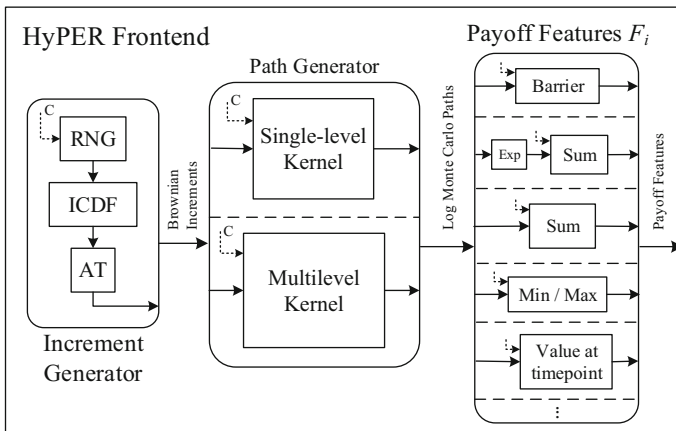 HyPER Frontend
Payoff Features Fi
Path Generator
C
RNG
ICDF
AT
Increment
Generator
Brownian
Increments
C
Single-level
Kernel
C
Multilevel
Kernel
Log Monte Carlo Paths
Barrier
Exp
Sum
Sum
Min / Max
Value at
timepoint
...
Payoff Features